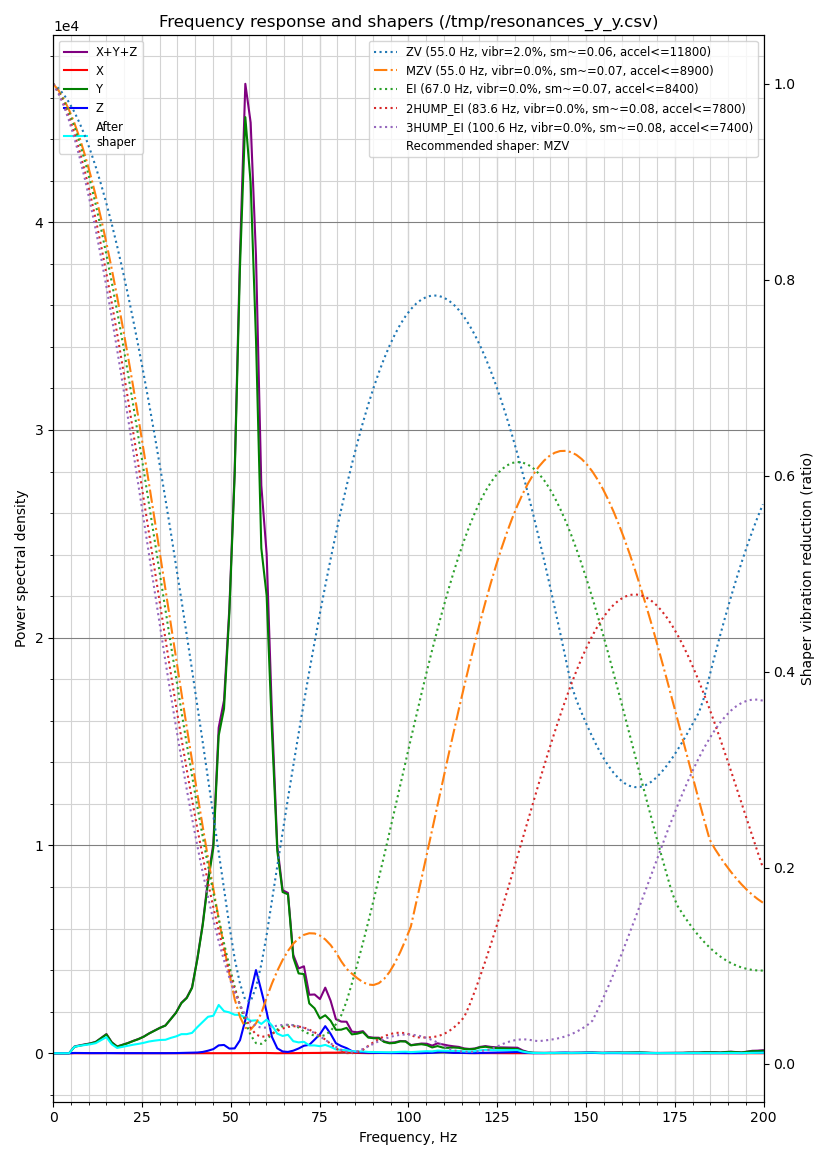 Frequency response and shapers (/tmp/resonances_y_y.csv)
1e4
X+Y+Z
X
Y
Z
After
shaper
ZV (55.0 Hz, vibr=2.0%, sm~=0.06, accel<=11800)
MZV (55.0 Hz, vibr=0.0%, sm~=0.07, accel<=8900)
EI (67.0 Hz, vibr=0.0%, sm~=0.07, accel<=8400)
2HUMP_EI (83.6 Hz, vibr=0.0%, sm~=0.08, accel<=7800)
3HUMP_EI (100.6 Hz, vibr=0.0%, sm~=0.08, accel<=7400)
Recommended shaper: MZV
Power spectral density
4
3
2
1
0
1.0
0.8
0.6
0.4
0.2
0.0
Shaper vibration reduction (ratio)
0 25 50 75 100 125 150 175 200
Frequency, Hz